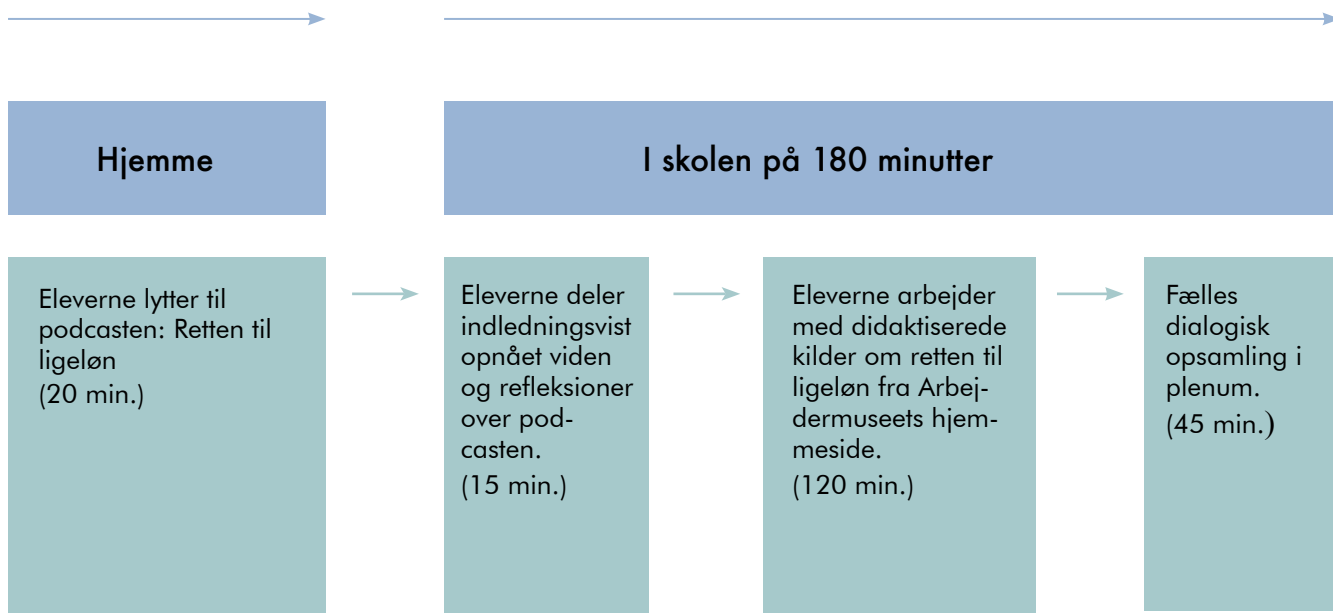 Hjemme
I skolen på 180 minutter
Eleverne lytter til
podcasten: Retten til
ligeløn
(20 min.)
Eleverne deler
indledningsvist
opnået viden
og refleksioner
over pod-
casten.
(15 min.)
Eleverne arbejder
med didaktiserede
kilder om retten til
ligeløn fra Arbej-
dermuseets hjem-
meside.
(120 min.)
Fælles
dialogisk
opsamling i
plenum.
(45 min.)